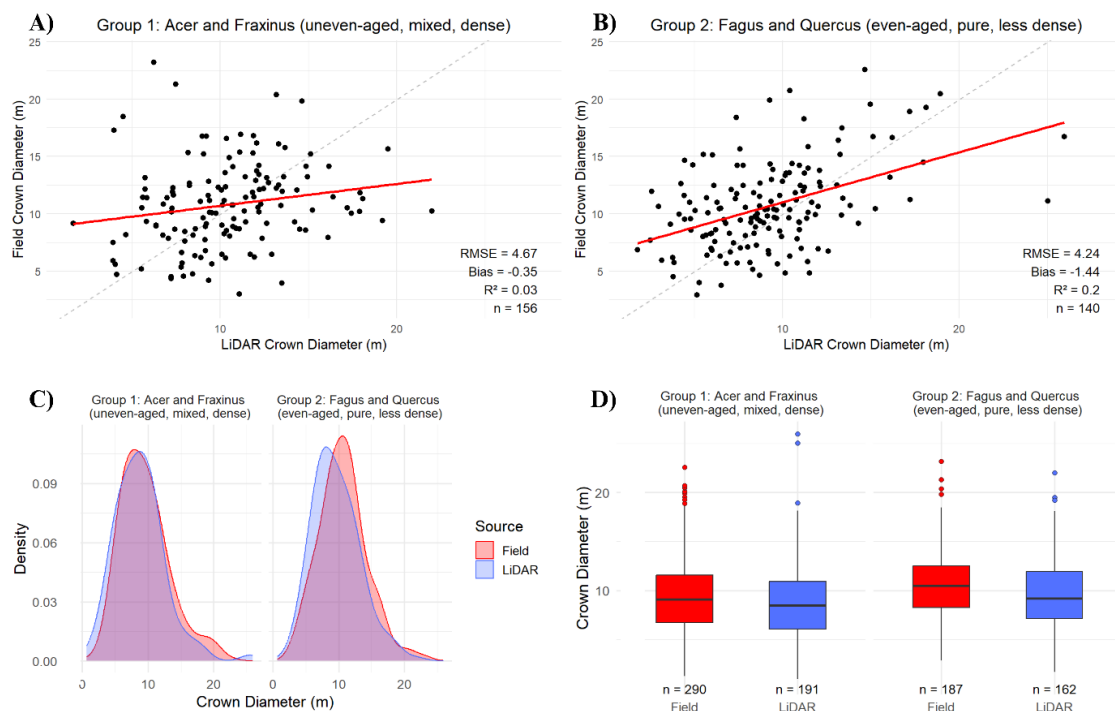 A) Group 1: Acer and Fraxinus (uneven-aged, mixed, dense)
25
20
15
10
5
Field Crown Diameter (m)
RMSE = 4.67
Bias = -0.35
R² = 0.03
n = 156
10
20
LiDAR Crown Diameter (m)
B) Group 2: Fagus and Quercus (even-aged, pure, less dense)
25
20
15
10
5
Field Crown Diameter (m)
RMSE = 4.24
Bias = -1.44
R² = 0.2
n = 140
10
20
LiDAR Crown Diameter (m)
C) Group 1: Acer and Fraxinus
(uneven-aged, mixed, dense)
Group 2: Fagus and Quercus
(even-aged, pure, less dense)
0.09
0.06
0.03
0.00
Density
0 10 20 0 10 20
Crown Diameter (m)
Source
Field
LiDAR
D) Group 1: Acer and Fraxinus
(uneven-aged, mixed, dense)
Group 2: Fagus and Quercus
(even-aged, pure, less dense)
20
10
Crown Diameter (m)
n = 290 n = 191 n = 187 n = 162
Field LiDAR Field LiDAR